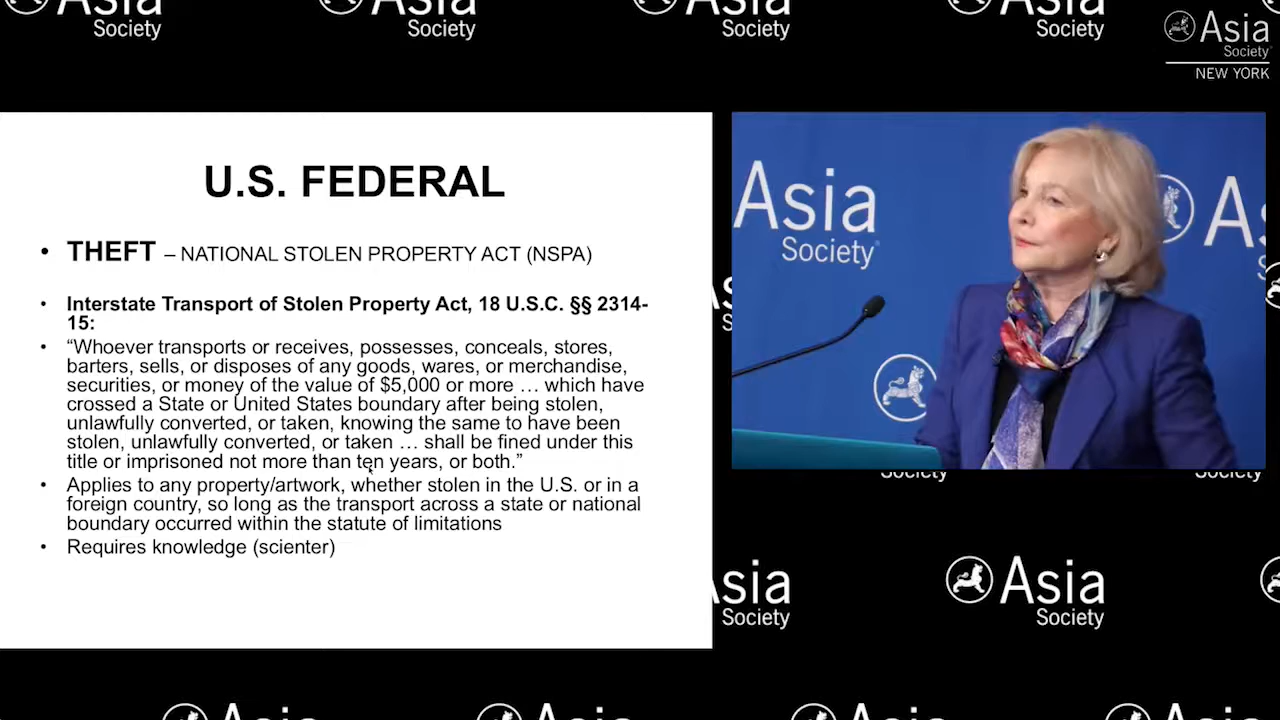 Asia
Society
Asia
Society
Asia
Society
Asia
Society
Asia
Society
NEW YORK
U.S. FEDERAL
• THEFT – NATIONAL STOLEN PROPERTY ACT (NSPA)
• Interstate Transport of Stolen Property Act, 18 U.S.C. §§ 2314-
15:
• “Whoever transports or receives, possesses, conceals, stores,
barters, sells, or disposes of any goods, wares, or merchandise,
securities, or money of the value of $5,000 or more … which have
crossed a State or United States boundary after being stolen,
unlawfully converted, or taken, knowing the same to have been
stolen, unlawfully converted, or taken … shall be fined under this
title or imprisoned not more than ten years, or both.”
• Applies to any property/artwork, whether stolen in the U.S. or in a
foreign country, so long as the transport across a state or national
boundary occurred within the statute of limitations
• Requires knowledge (scienter)
Asia
Society
Society
Society
Asia
Society
Asia
Society
Asia
Asia
Asia
Asia